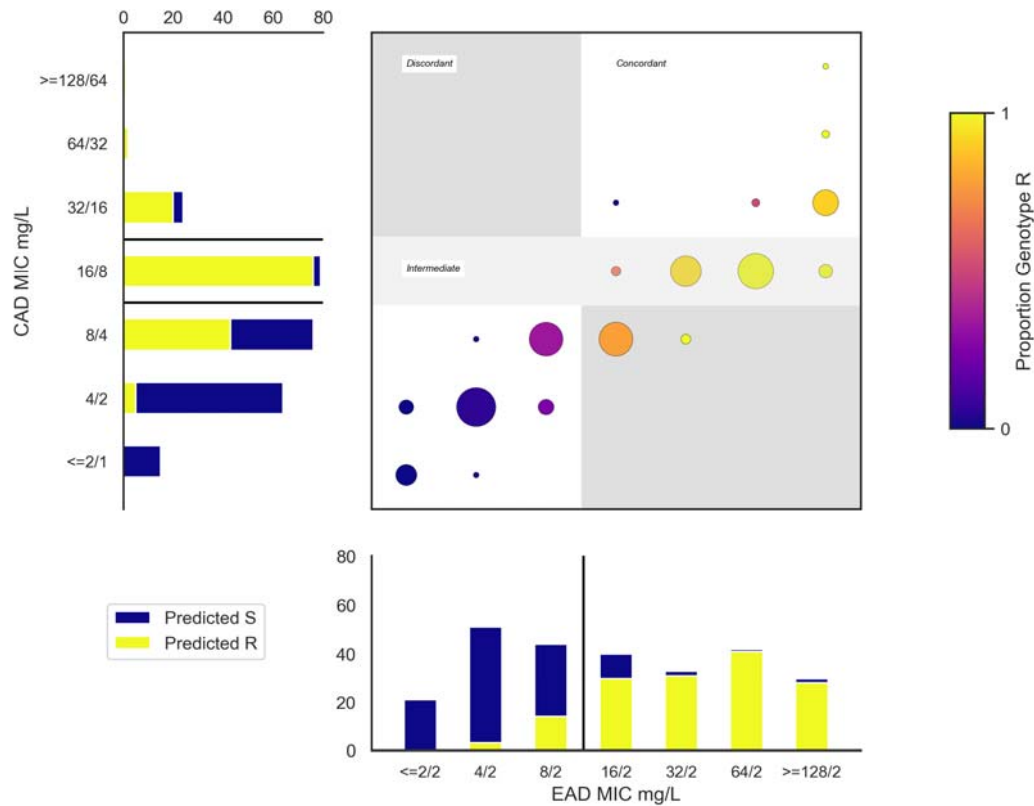 0 20 40 60 80
>=128/64
64/32
32/16
16/8
8/4
4/2
<=2/1
CAD MIC mg/L
Discordant
Concordant
Intermediate
1
0
Proportion Genotype R
Predicted S
Predicted R
80
60
40
20
0
<=2/2 4/2 8/2 16/2 32/2 64/2 >=128/2
EAD MIC mg/L